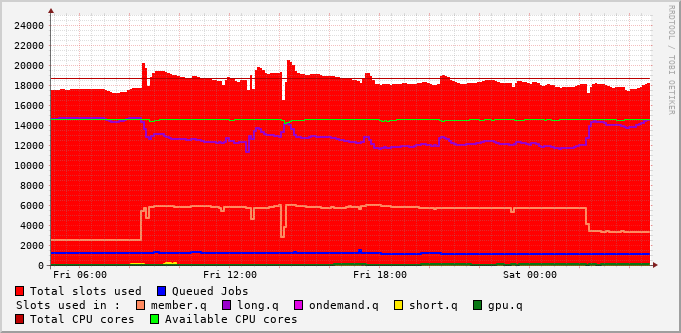 RRDTOOL / TOBI OETIKER
24000
22000
20000
18000
16000
14000
12000
10000
8000
6000
4000
2000
0
Fri 06:00 Fri 12:00 Fri 18:00 Sat 00:00
Total slots used Queued Jobs
Slots used in : member.q long.q ondemand.q short.q gpu.q
Total CPU cores Available CPU cores